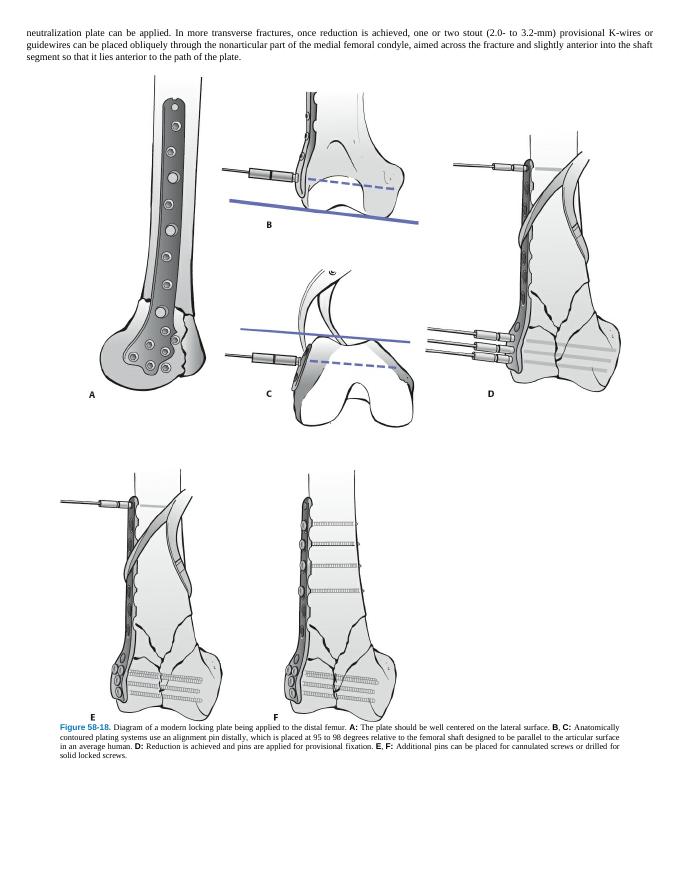 neutralization plate can be applied. In more transverse fractures, once reduction is achieved, one or two stout (2.0- to 3.2-mm) provisional K-wires or
guidewires can be placed obliquely through the nonarticular part of the medial femoral condyle, aimed across the fracture and slightly anterior into the shaft
segment so that it lies anterior to the path of the plate.
B
A
C
D
E
F
Figure 58-18. Diagram of a modern locking plate being applied to the distal femur. A: The plate should be well centered on the lateral surface. B, C: Anatomically
contoured plating systems use an alignment pin distally, which is placed at 95 to 98 degrees relative to the femoral shaft designed to be parallel to the articular surface
in an average human. D: Reduction is achieved and pins are applied for provisional fixation. E, F: Additional pins can be placed for cannulated screws or drilled for
solid locked screws.